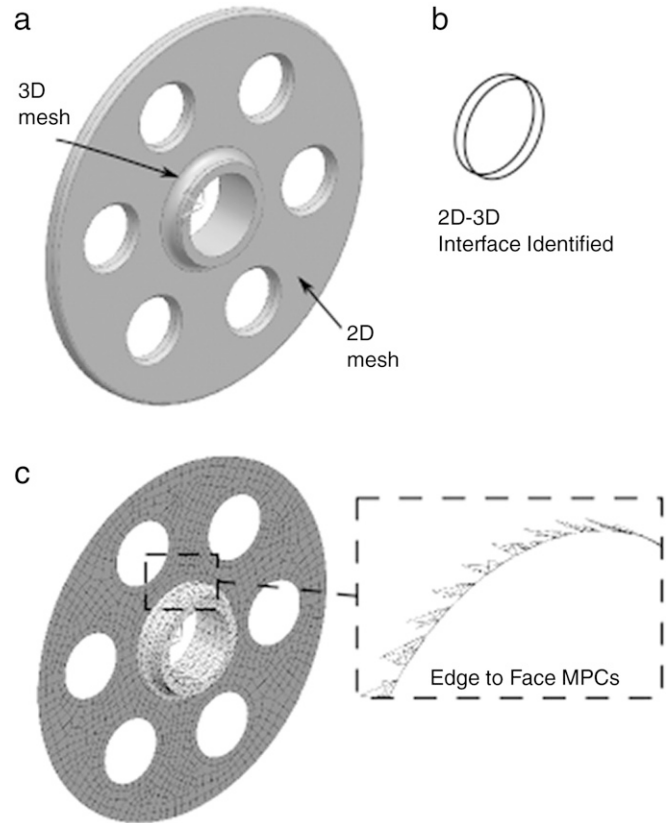 a
3D
mesh
2D
mesh
b
2D-3D
Interface Identified
c
Edge to Face MPCs